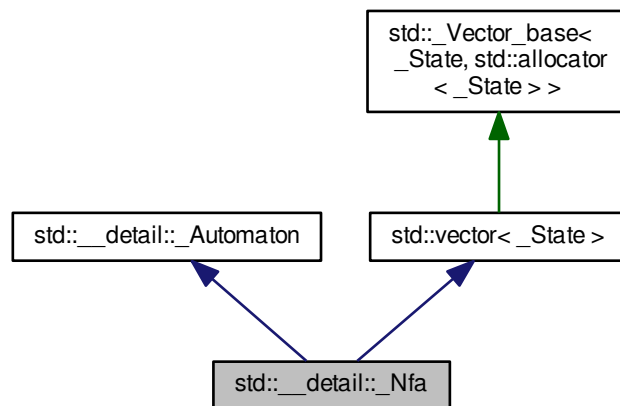 std::_Vector_base<
_State, std::allocator
< _State > >
std::__detail::_Automaton
std::vector< _State >
std::__detail::_Nfa